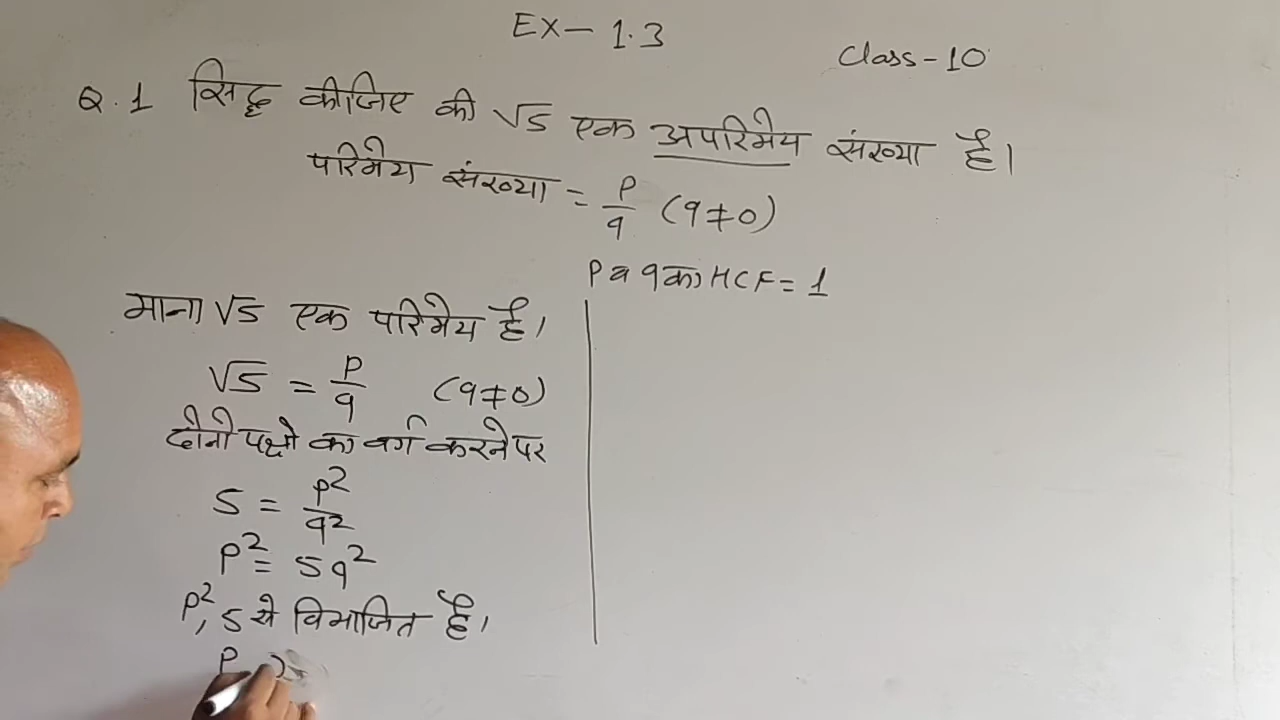 EX- 1.3
Class-10
Q.1 सिद्ध कीजिए की √5 एक अपरिमेय संख्या है।
परिमेय संख्या = P/q (q≠0)
P व q का HCF = 1
माना √5 एक परिमेय है।
√5 = P/q (q≠0)
दोनो पक्षो का वर्ग करने पर
5 = P²/q²
P² = 5q²
P², 5 से विभाजित है।
P